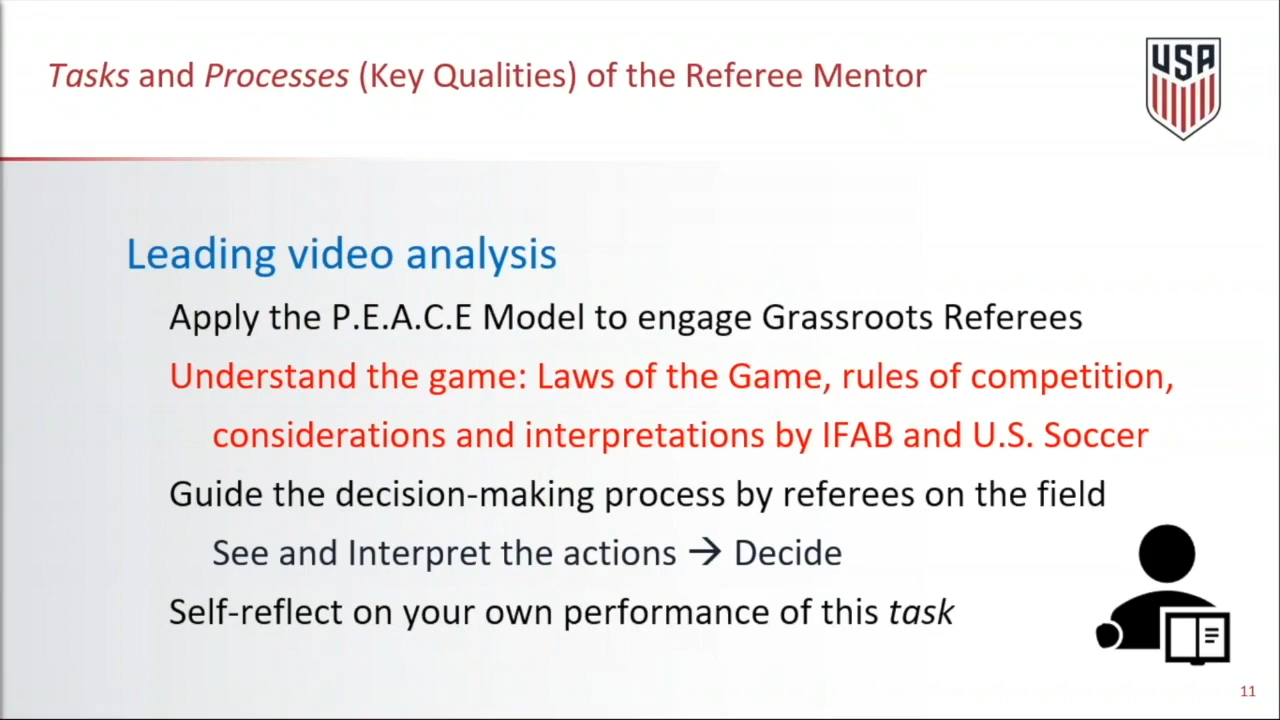 Tasks and Processes (Key Qualities) of the Referee Mentor
USA
Leading video analysis
Apply the P.E.A.C.E Model to engage Grassroots Referees
Understand the game: Laws of the Game, rules of competition,
considerations and interpretations by IFAB and U.S. Soccer
Guide the decision-making process by referees on the field
See and Interpret the actions → Decide
Self-reflect on your own performance of this task
11